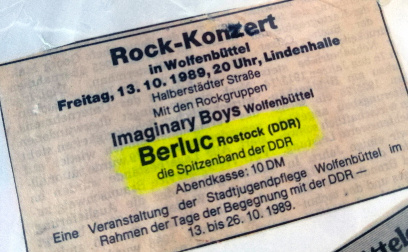 Rock-Konzert
in Wolfenbüttel
Freitag, 13. 10. 1989, 20 Uhr, Lindenhalle
Halberstädter Straße
Mit den Rockgruppen
Imaginary Boys Wolfenbüttel
Berluc Rostock (DDR)
die Spitzenband der DDR
Abendkasse: 10 DM
Eine Veranstaltung der Stadtjugendpflege Wolfenbüttel im
Rahmen der Tage der Begegnung mit der DDR —
13. bis 26. 10. 1989.